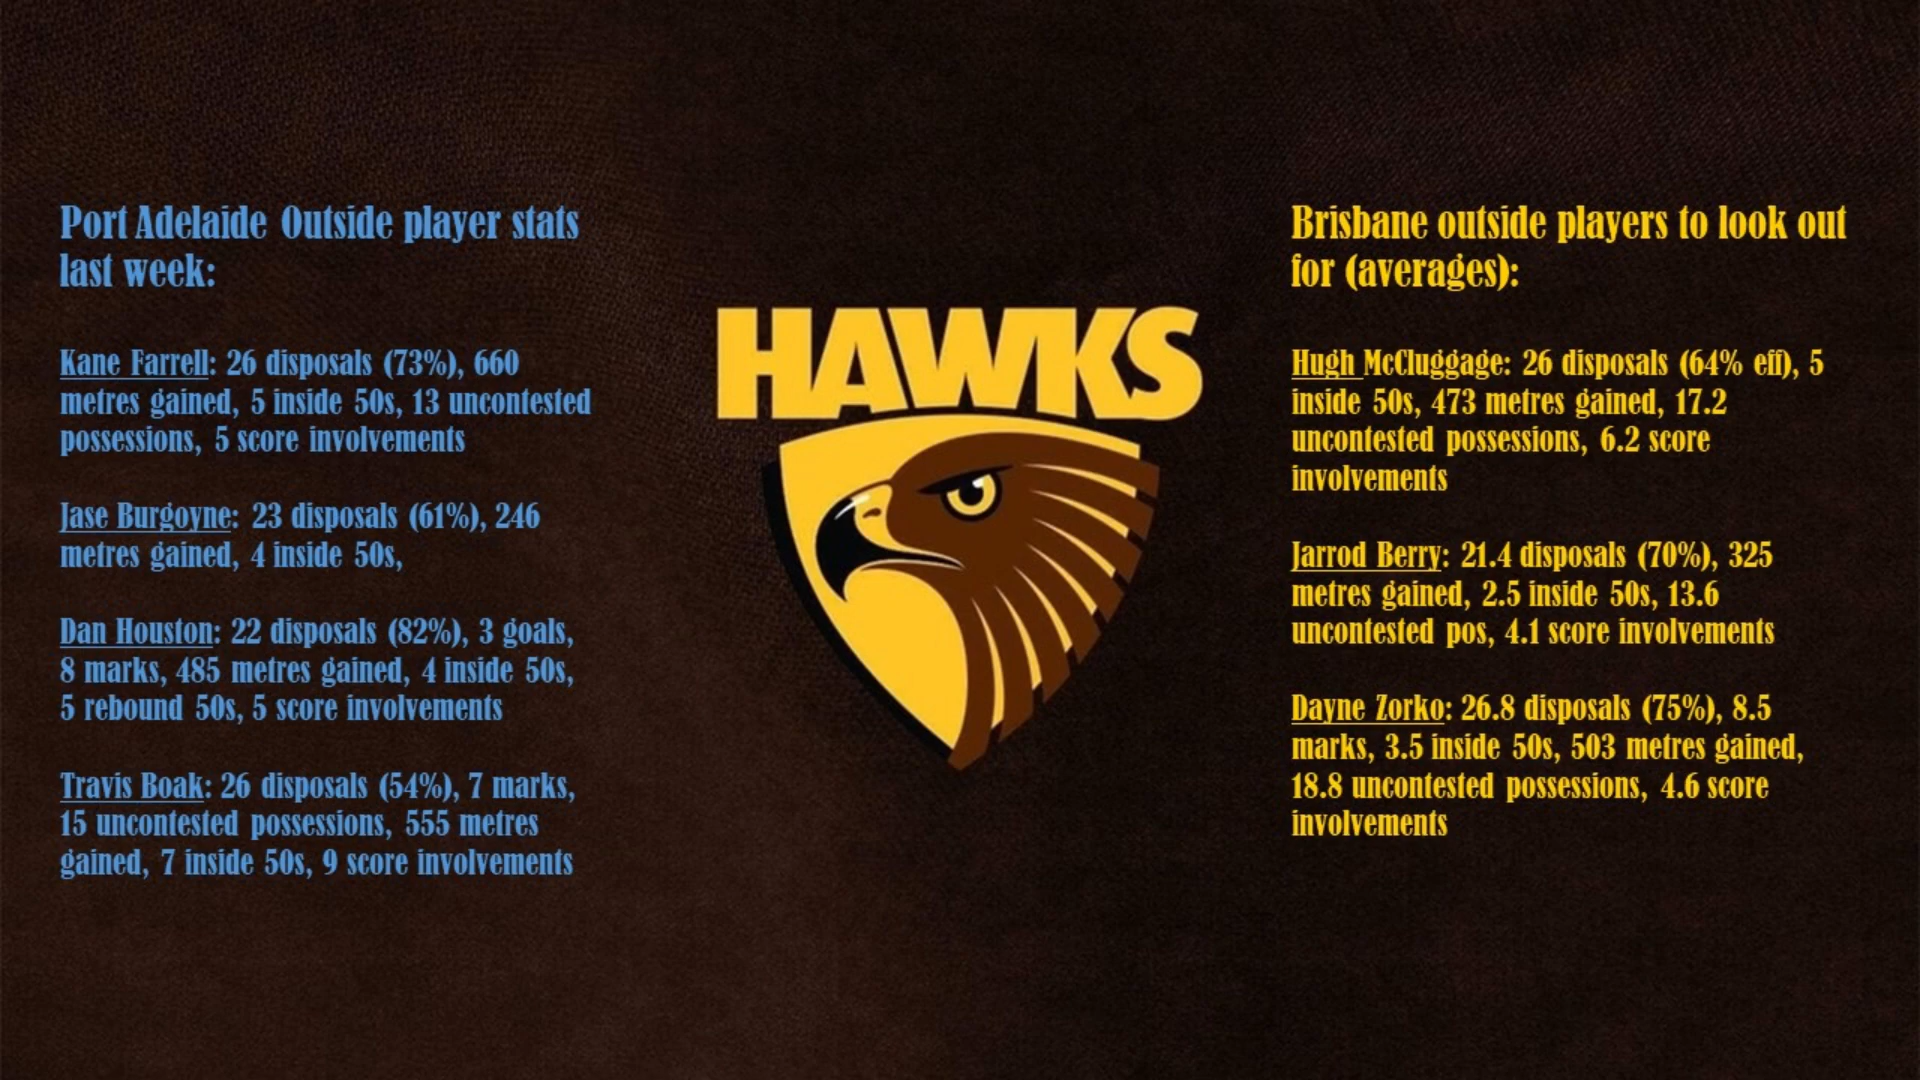 Port Adelaide Outside player stats
last week:
Kane Farrell: 26 disposals (73%), 660
metres gained, 5 inside 50s, 13 uncontested
possessions, 5 score involvements
Jase Burgoyne: 23 disposals (61%), 246
metres gained, 4 inside 50s,
Dan Houston: 22 disposals (82%), 3 goals,
8 marks, 485 metres gained, 4 inside 50s,
5 rebound 50s, 5 score involvements
Travis Boak: 26 disposals (54%), 7 marks,
15 uncontested possessions, 555 metres
gained, 7 inside 50s, 9 score involvements
HAWKS
Brisbane outside players to look out
for (averages):
Hugh McCluggage: 26 disposals (64% eff), 5
inside 50s, 473 metres gained, 17.2
uncontested possessions, 6.2 score
involvements
Jarrod Berry: 21.4 disposals (70%), 325
metres gained, 2.5 inside 50s, 13.6
uncontested pos, 4.1 score involvements
Dayne Zorko: 26.8 disposals (75%), 8.5
marks, 3.5 inside 50s, 503 metres gained,
18.8 uncontested possessions, 4.6 score
involvements